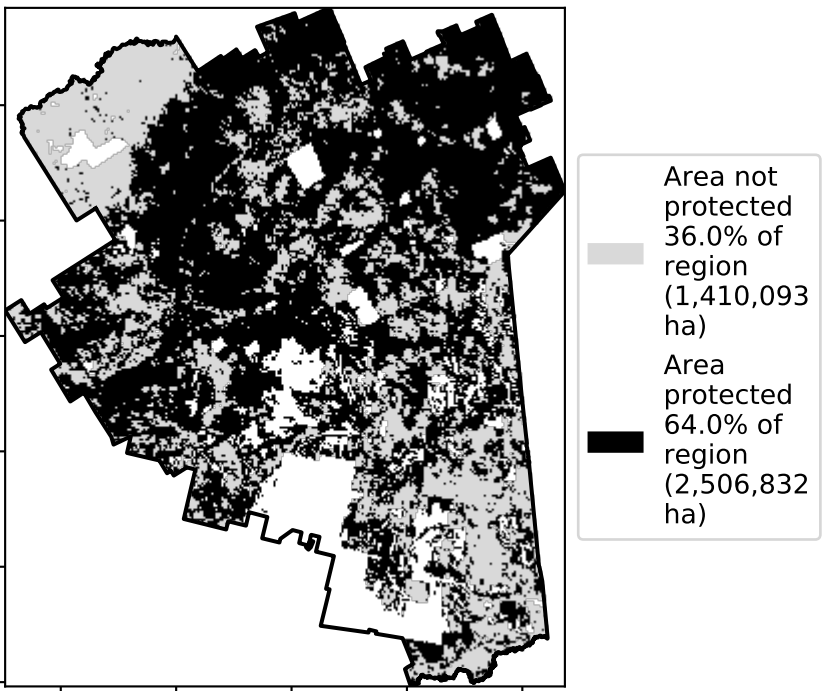 Area not
protected
36.0% of
region
(1,410,093
ha)
Area
protected
64.0% of
region
(2,506,832
ha)